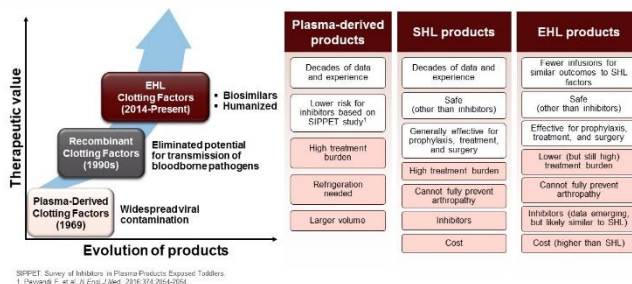 Therapeutic value
EHL
Clotting Factors
(2014-Present)
• Biosimilars
• Humanized
Recombinant
Clotting Factors
(1990s)
Eliminated potential
for transmission of
bloodborne pathogens
Plasma-Derived
Clotting Factors
(1969)
Widespread viral
contamination
Evolution of products
Plasma-derived
products
Decades of data
and experience
Lower risk for
inhibitors based on
SIPPET study1
High treatment
burden
Refrigeration
needed
Larger volume
SHL products
Decades of data and
experience
Safe
(other than inhibitors)
Generally effective for
prophylaxis, treatment,
and surgery
High treatment burden
Cannot fully prevent
arthropathy
Inhibitors
Cost
EHL products
Fewer infusions for
similar outcomes to SHL
factors
Safe
(other than inhibitors)
Effective for prophylaxis,
treatment, and surgery
Lower (but still high)
treatment burden
Cannot fully prevent
arthropathy
Inhibitors (data emerging,
but likely similar to SHL)
Cost (higher than SHL)
SIPPET: Survey of Inhibitors in Plasma-Products Exposed Toddlers.
1. Peyvandi F, et al. N Engl J Med. 2016;374:2054-2064.